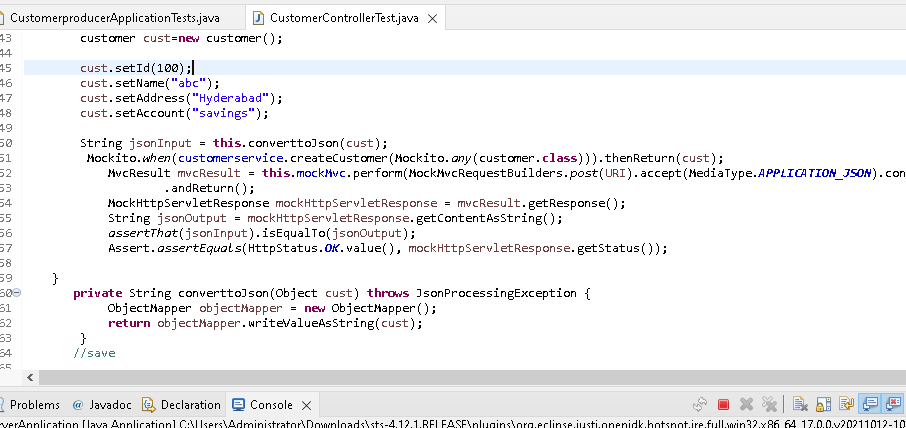 CustomerproducerApplicationTests.java
CustomerControllerTest.java
43 customer cust=new customer();
44
45 cust.setId(100);
46 cust.setName("abc");
47 cust.setAddress("Hyderabad");
48 cust.setAccount("savings");
49
50 String jsonInput = this.converttoJson(cust);
51 Mockito.when(customerservice.createCustomer(Mockito.any(customer.class))).thenReturn(cust);
52 MvcResult mvcResult = this.mockMvc.perform(MockMvcRequestBuilders.post(URI).accept(MediaType.APPLICATION_JSON).con
53 .andReturn();
54 MockHttpServletResponse mockHttpServletResponse = mvcResult.getResponse();
55 String jsonOutput = mockHttpServletResponse.getContentAsString();
56 assertThat(jsonInput).isEqualTo(jsonOutput);
57 Assert.assertEquals(HttpStatus.OK.value(), mockHttpServletResponse.getStatus());
58
59 }
60 private String converttoJson(Object cust) throws JsonProcessingException {
61 ObjectMapper objectMapper = new ObjectMapper();
62 return objectMapper.writeValueAsString(cust);
63 }
64 //save
65
Problems @ Javadoc Declaration Console
verApplication [Java Application] C:\Users\Administrator\Downloads\sts-4.12.1.RELEASE\plugins\org.eclipse.justj.openjdk.hotspot.jre.full.win32.x86_64_17.0.0.v20211012-10